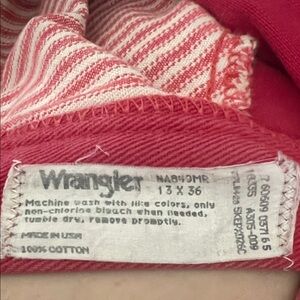 Wrangler
NA840MR
13 X 36
Machine wash with like colors, only
non-chlorine bleach when needed,
tumble dry, remove promptly.
MADE IN USA
100% COTTON